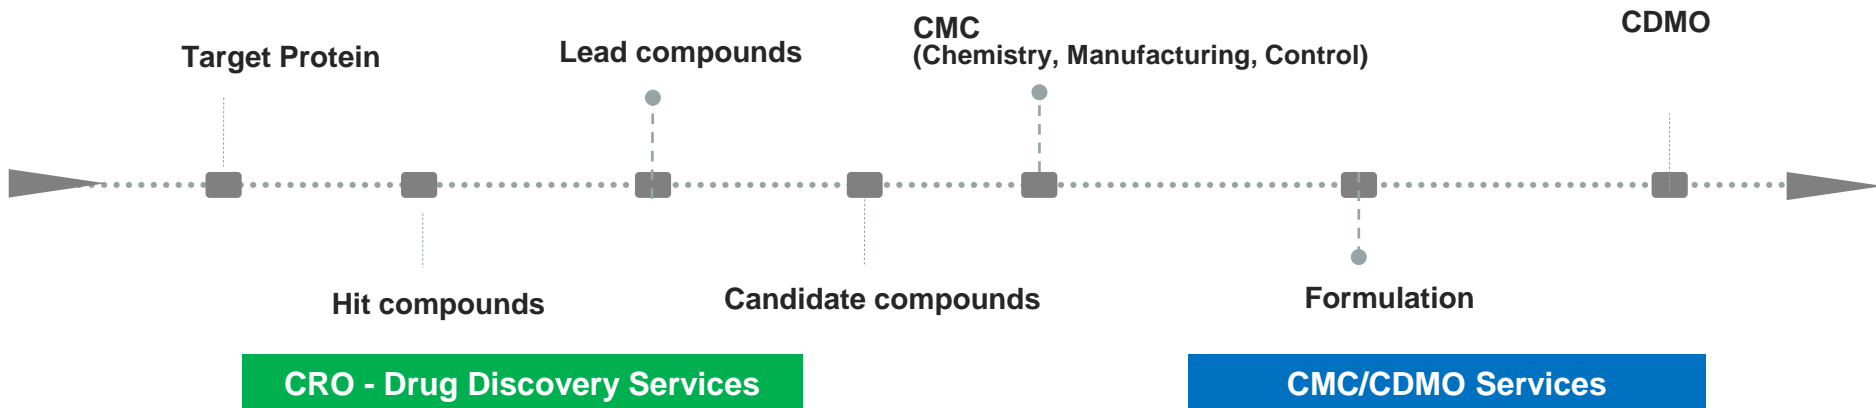 Target Protein
Lead compounds
CMC
(Chemistry, Manufacturing, Control)
CDMO
Hit compounds
Candidate compounds
Formulation
CRO - Drug Discovery Services
CMC/CDMO Services